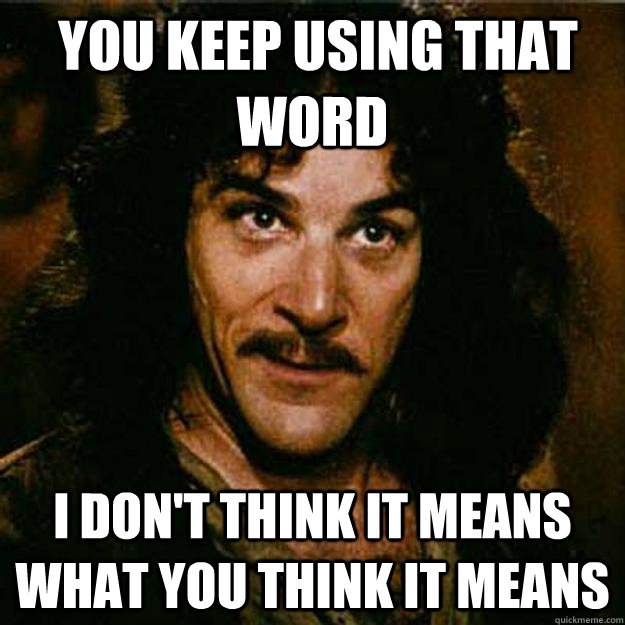 YOU KEEP USING THAT
WORD
I DON'T THINK IT MEANS
WHAT YOU THINK IT MEANS
quickmeme.com